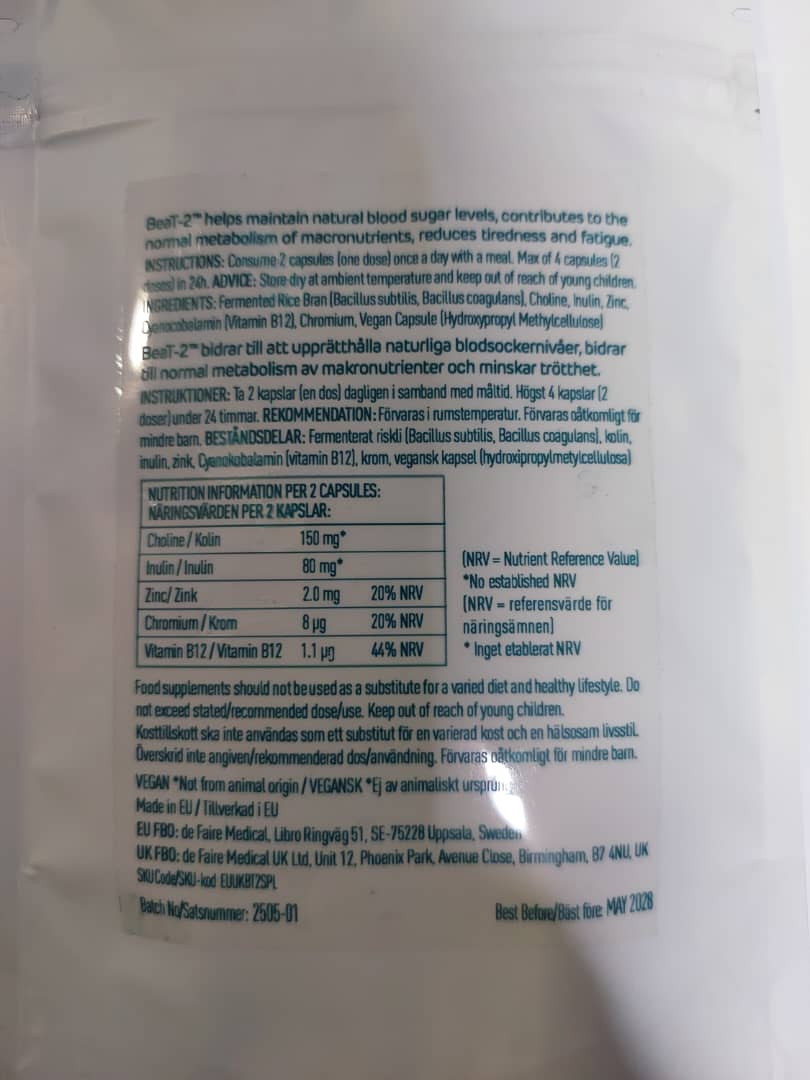 BeaT-2™ helps maintain natural blood sugar levels, contributes to the
normal metabolism of macronutrients, reduces tiredness and fatigue.
INSTRUCTIONS: Consume 2 capsules (one dose) once a day with a meal. Max of 4 capsules (2
doses) in 24h. ADVICE: Store dry at ambient temperature and keep out of reach of young children.
INGREDIENTS: Fermented Rice Bran (Bacillus subtilis, Bacillus coagulans), Choline, Inulin, Zinc,
Cyanocobalamin (Vitamin B12), Chromium, Vegan Capsule (Hydroxypropyl Methylcellulose)
BeaT-2™ bidrar till att upprätthålla naturliga blodsockernivåer, bidrar
till normal metabolism av makronutrienter och minskar trötthet.
INSTRUKTIONER: Ta 2 kapslar (en dos) dagligen i samband med måltid. Högst 4 kapslar (2
doser) under 24 timmar. REKOMMENDATION: Förvaras i rumstemperatur. Förvaras oåtkomligt för
mindre barn. BESTÅNDSDELAR: Fermenterat riskli (Bacillus subtilis, Bacillus coagulans), kolin,
inulin, zink, Cyanokobalamin (vitamin B12), krom, vegansk kapsel (hydroxipropylmetylcellulosa)
NUTRITION INFORMATION PER 2 CAPSULES:
NÄRINGSVÄRDEN PER 2 KAPSLAR:
Choline / Kolin 150 mg*
Inulin / Inulin 80 mg*
Zinc/ Zink 2.0 mg 20% NRV
Chromium / Krom 8 µg 20% NRV
Vitamin B12 / Vitamin B12 1.1 µg 44% NRV
(NRV = Nutrient Reference Value)
*No established NRV
(NRV = referensvärde för
näringsämnen)
* Inget etablerat NRV
Food supplements should not be used as a substitute for a varied diet and healthy lifestyle. Do
not exceed stated/recommended dose/use. Keep out of reach of young children.
Kosttillskott ska inte användas som ett substitut för en varierad kost och en hälsosam livsstil.
Överskrid inte angiven/rekommenderad dos/användning. Förvaras oåtkomligt för mindre barn.
VEGAN *Not from animal origin / VEGANSK *Ej av animaliskt ursprung
Made in EU / Tillverkad i EU
EU FBO: de Faire Medical, Libro Ringväg 51, SE-75228 Uppsala, Sweden
UK FBO: de Faire Medical UK Ltd, Unit 12, Phoenix Park, Avenue Close, Birmingham, B7 4NU, UK
SKU Code/SKU-kod EUUKBT2SPL
Batch No/Satsnummer: 2505-01
Best Before/Bäst före: MAY 2028